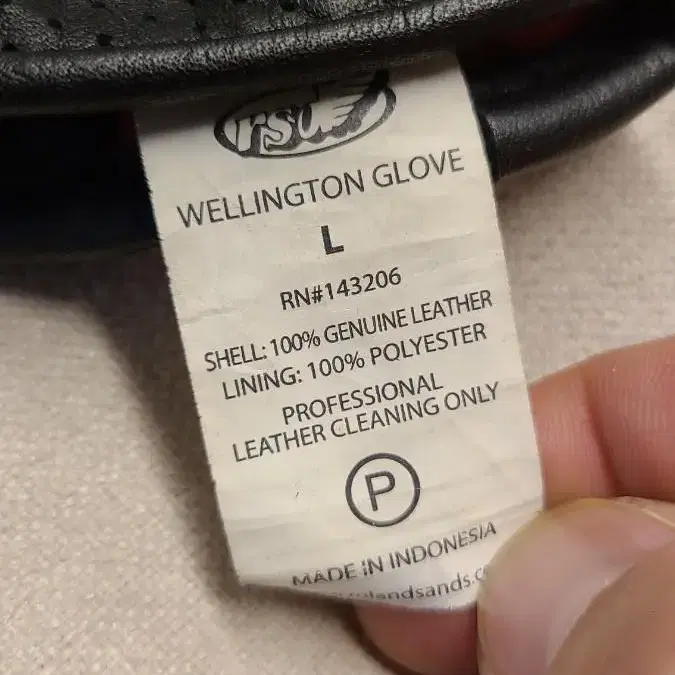 rsd
WELLINGTON GLOVE
L
RN#143206
SHELL: 100% GENUINE LEATHER
LINING: 100% POLYESTER
PROFESSIONAL
LEATHER CLEANING ONLY
P
MADE IN INDONESIA